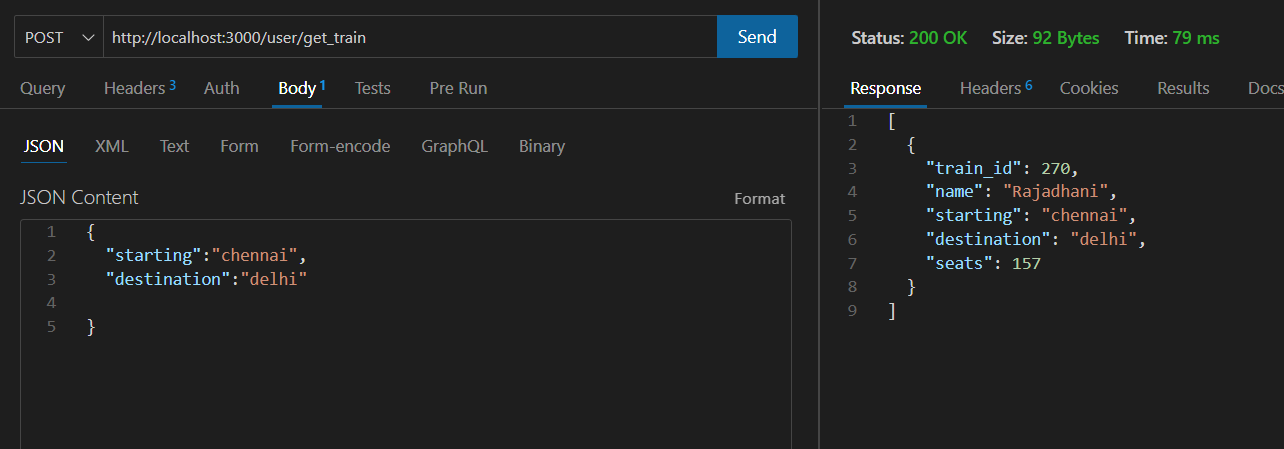 POST http://localhost:3000/user/get_train Send
Query Headers 3 Auth Body 1 Tests Pre Run
JSON XML Text Form Form-encode GraphQL Binary
JSON Content Format
1 {
2 "starting":"chennai",
3 "destination":"delhi"
4
5 }
Status: 200 OK Size: 92 Bytes Time: 79 ms
Response Headers 6 Cookies Results Docs
1 [
2 {
3 "train_id": 270,
4 "name": "Rajadhani",
5 "starting": "chennai",
6 "destination": "delhi",
7 "seats": 157
8 }
9 ]